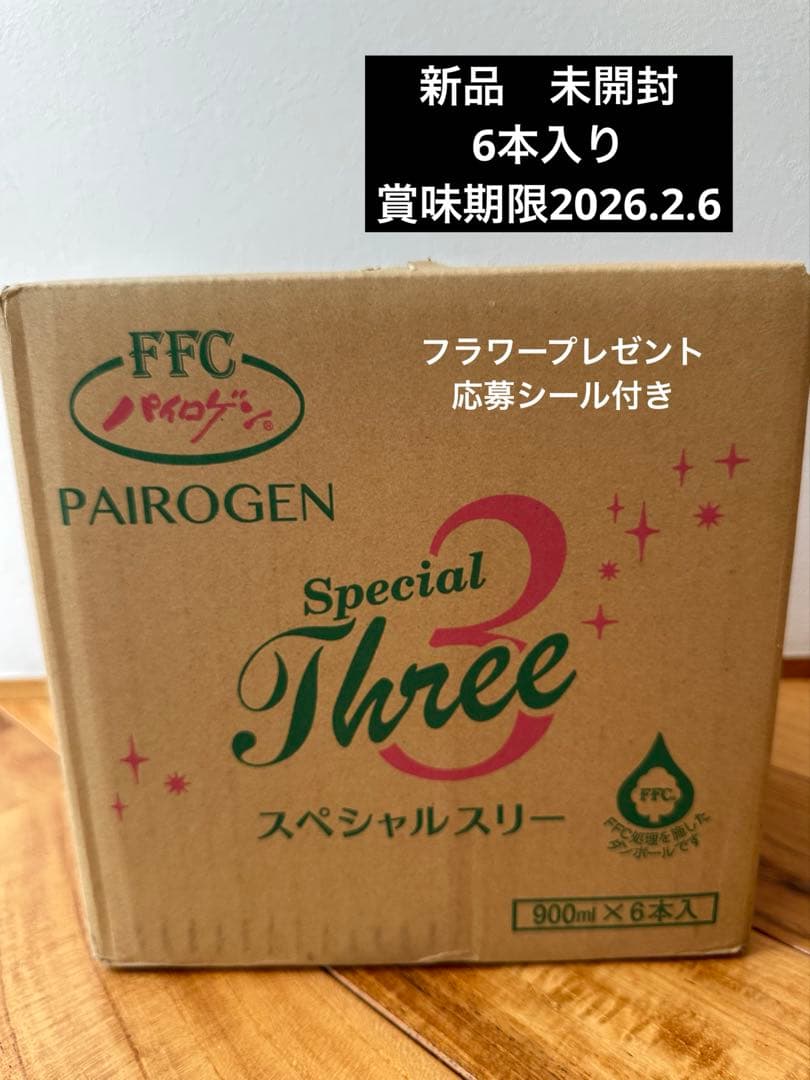 新品　未開封
6本入り
賞味期限2026.2.6
フラワープレゼント
応募シール付き
FFC
パイロゲン®
PAIROGEN
3
Special
Three
スペシャルスリー
FFC
FFC処理を施した
ダンボールです
900ml×6本入